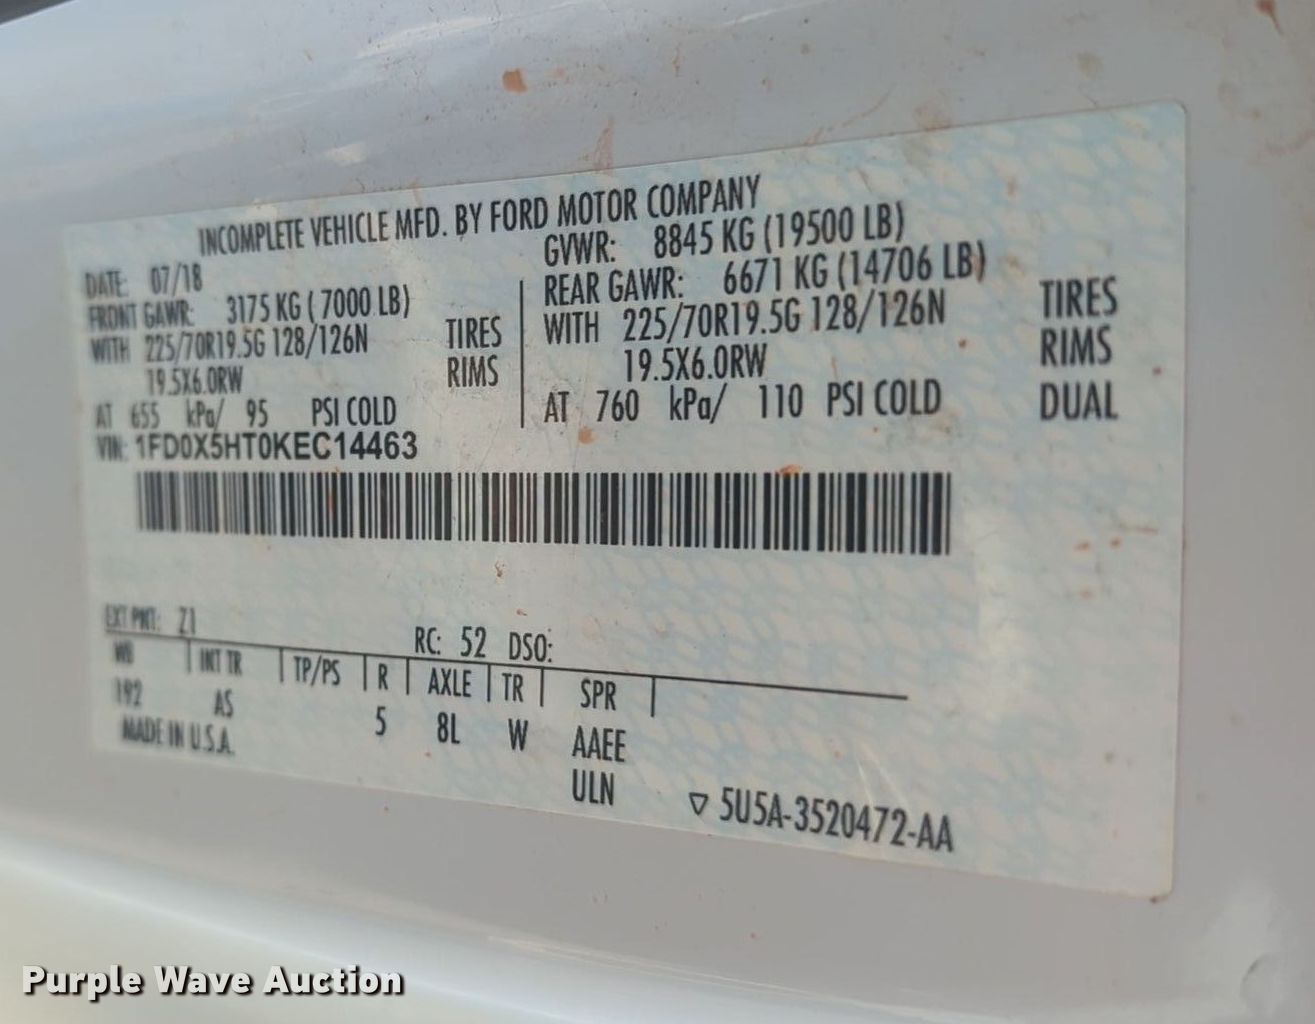 INCOMPLETE VEHICLE MFD. BY FORD MOTOR COMPANY
DATE: 07/18
GVWR: 8845 KG (19500 LB)
FRONT GAWR: 3175 KG ( 7000 LB)
REAR GAWR: 6671 KG (14706 LB)
WITH 225/70R19.5G 128/126N TIRES
WITH 225/70R19.5G 128/126N TIRES
19.5X6.0RW RIMS
19.5X6.0RW RIMS
AT 655 kPa/ 95 PSI COLD
AT 760 kPa/ 110 PSI COLD DUAL
VIN: 1FD0X5HT0KEC14463
EXT PNT: Z1 RC: 52 DSO:
WB INT TR TP/PS R AXLE TR SPR
192 AS 5 8L W AAEE
MADE IN U.S.A. ULN
▽ 5U5A-3520472-AA
Purple Wave Auction